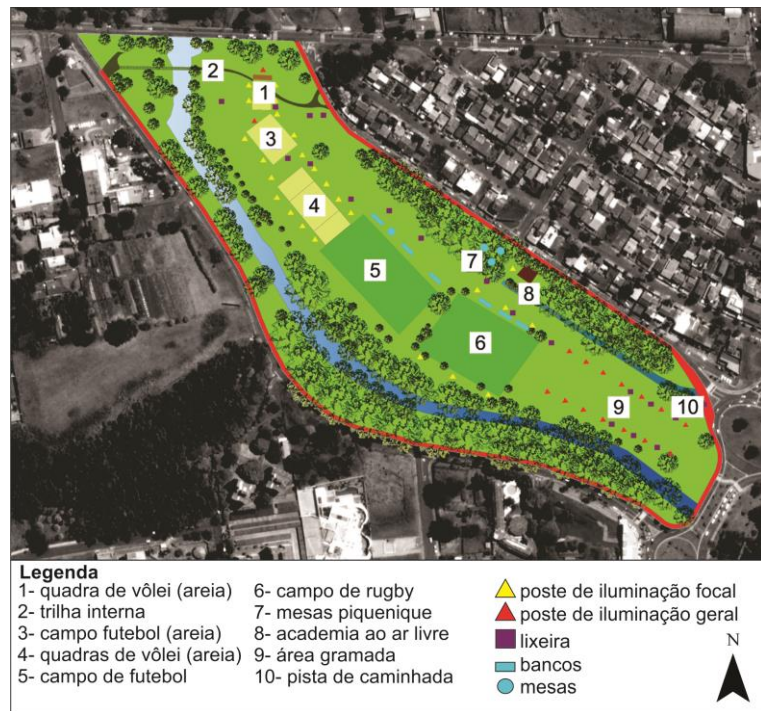 2
1
3
4
5
7
8
6
9
10
Legenda
1- quadra de vôlei (areia)
2- trilha interna
3- campo futebol (areia)
4- quadras de vôlei (areia)
5- campo de futebol
6- campo de rugby
7- mesas piquenique
8- academia ao ar livre
9- área gramada
10- pista de caminhada
poste de iluminação focal
poste de iluminação geral
lixeira
bancos
mesas
N